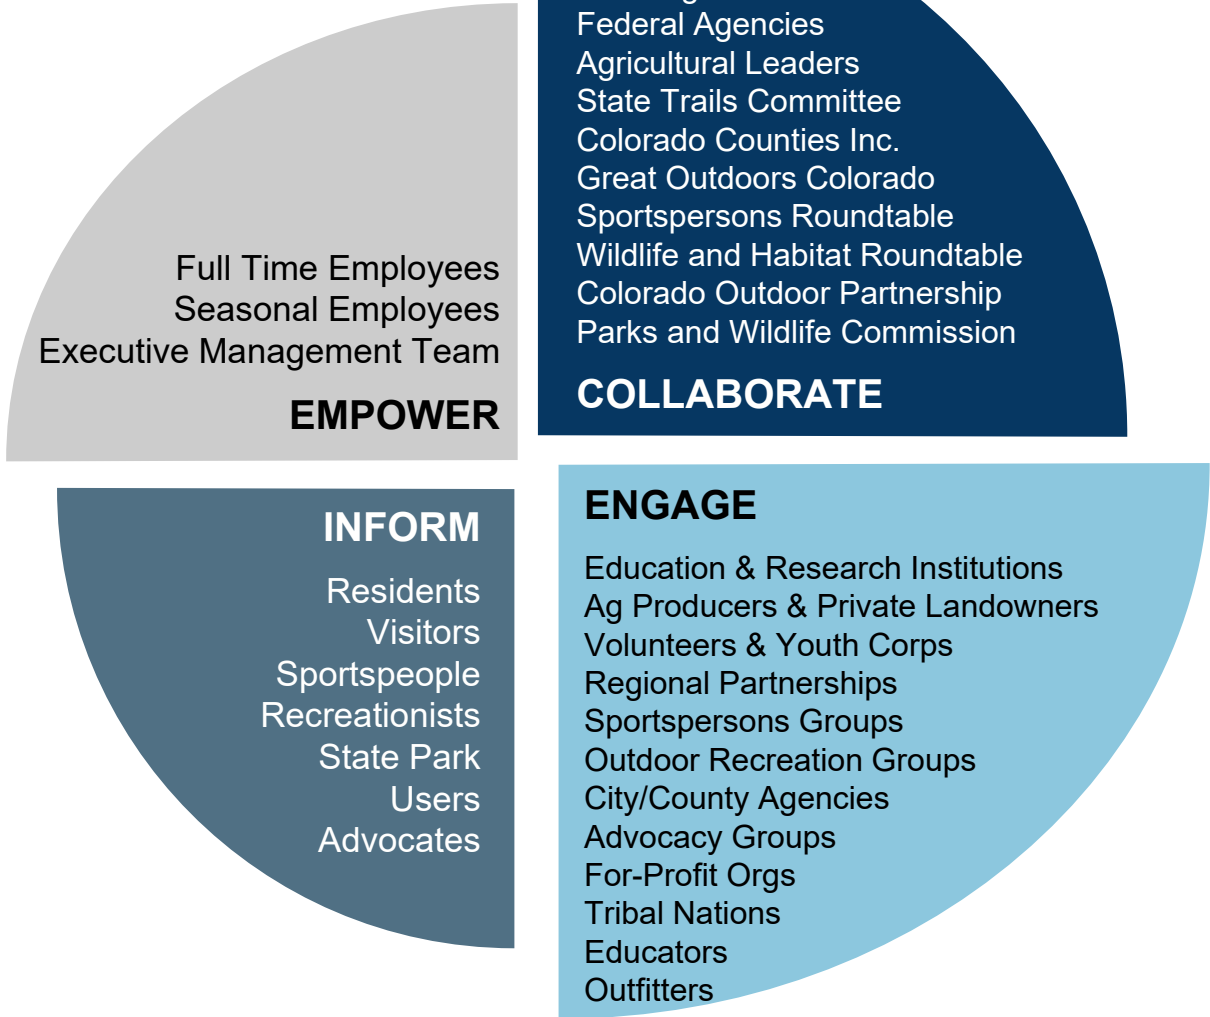 Federal Agencies
Agricultural Leaders
State Trails Committee
Colorado Counties Inc.
Great Outdoors Colorado
Sportspersons Roundtable
Wildlife and Habitat Roundtable
Colorado Outdoor Partnership
Parks and Wildlife Commission
COLLABORATE
Full Time Employees
Seasonal Employees
Executive Management Team
EMPOWER
INFORM
Residents
Visitors
Sportspeople
Recreationists
State Park
Users
Advocates
ENGAGE
Education & Research Institutions
Ag Producers & Private Landowners
Volunteers & Youth Corps
Regional Partnerships
Sportspersons Groups
Outdoor Recreation Groups
City/County Agencies
Advocacy Groups
For-Profit Orgs
Tribal Nations
Educators
Outfitters